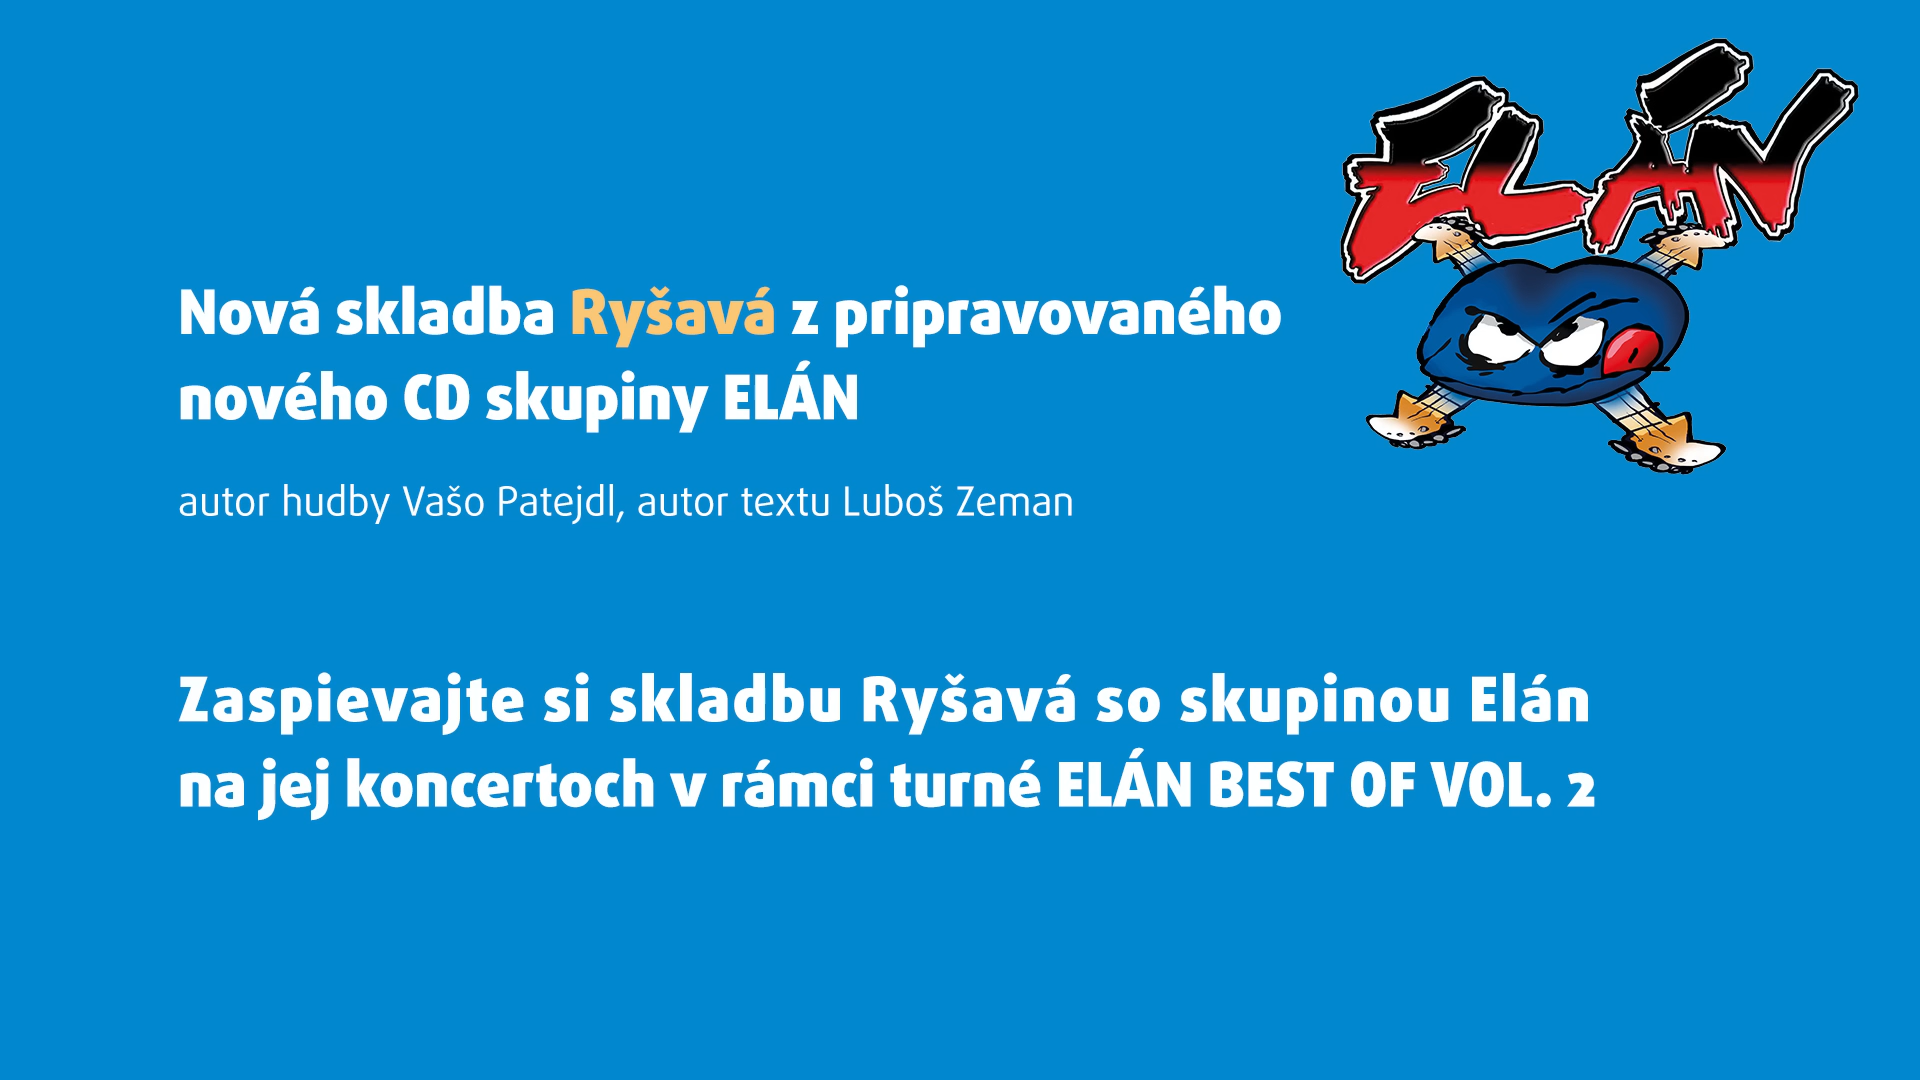 ELÁN
Nová skladba Ryšavá z pripravovaného
nového CD skupiny ELÁN
autor hudby Vašo Patejdl, autor textu Luboš Zeman
Zaspievajte si skladbu Ryšavá so skupinou Elán
na jej koncertoch v rámci turné ELÁN BEST OF VOL. 2